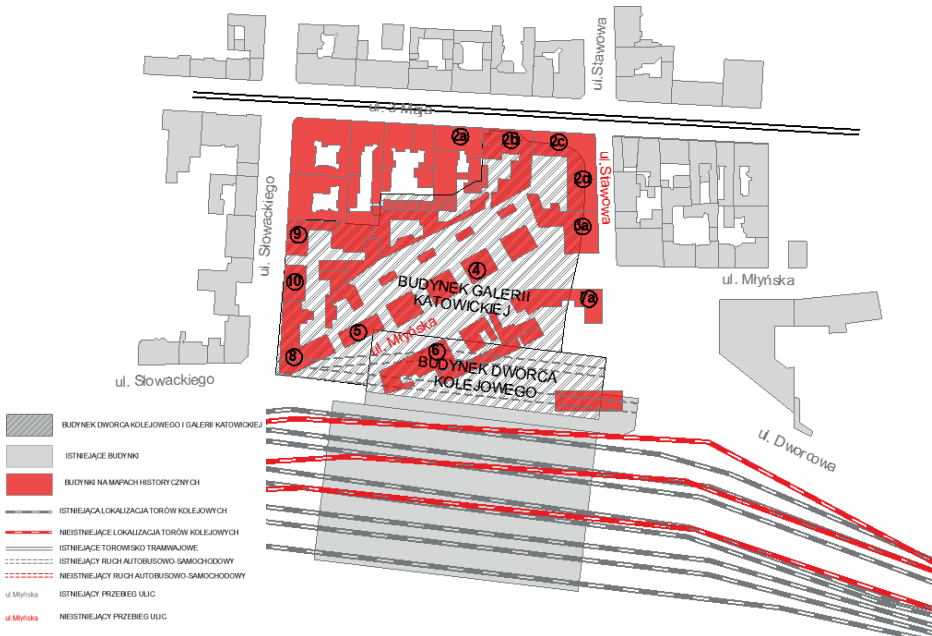 ul.Stawowa
ul. 3 Maja
2a
2b
2c
2d
ul.Stawowa
3a
9
ul. Słowackiego
10
4
BUDYNEK GALERII
KATOWICKIEJ
ul. Młyńska
7a
5
ul. Młyńska
8
6
BUDYNEK DWORCA
KOLEJOWEGO
ul. Słowackiego
ul. Dworcowa
BUDYNEK DWORCA KOLEJOWEGO I GALERII KATOWICKIEJ
ISTNIEJĄCE BUDYNKI
BUDYNKI NA MAPACH HISTORYCZNYCH
ISTNIEJĄCA LOKALIZACJA TORÓW KOLEJOWYCH
NIEISTNIEJĄCE LOKALIZACJA TORÓW KOLEJOWYCH
ISTNIEJĄCE TOROWISKO TRAMWAJOWE
ISTNIEJĄCY RUCH AUTOBUSOWO-SAMOCHODOWY
NIEISTNIEJĄCY RUCH AUTOBUSOWO-SAMOCHODOWY
ul.Młyńska ISTNIEJĄCY PRZEBIEG ULIC
ul.Młyńska NIEISTNIEJĄCY PRZEBIEG ULIC